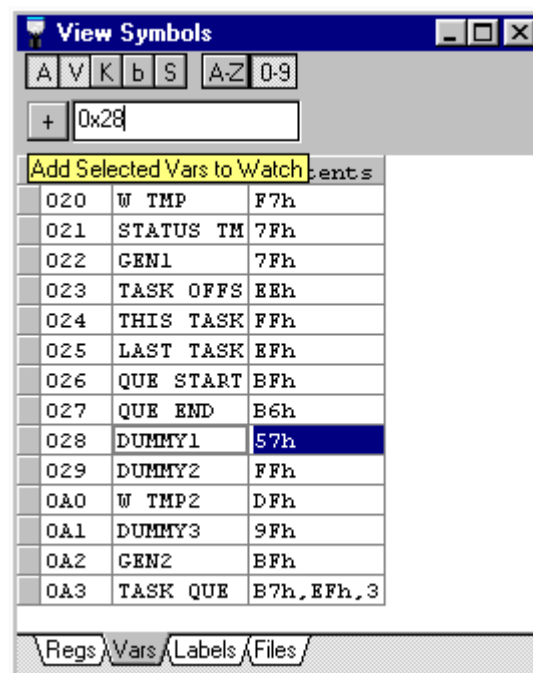 View Symbols
A V K b S A-Z 0-9
+ 0x28
Add Selected Vars to Watch tents
020 W TMP F7h
021 STATUS TM 7Fh
022 GEN1 7Fh
023 TASK OFFS EEh
024 THIS TASK FFh
025 LAST TASK EFh
026 QUE START BFh
027 QUE END B6h
028 DUMMY1 57h
029 DUMMY2 FFh
0A0 W TMP2 DFh
0A1 DUMMY3 9Fh
0A2 GEN2 BFh
0A3 TASK QUE B7h,EFh,3
Regs Vars Labels Files